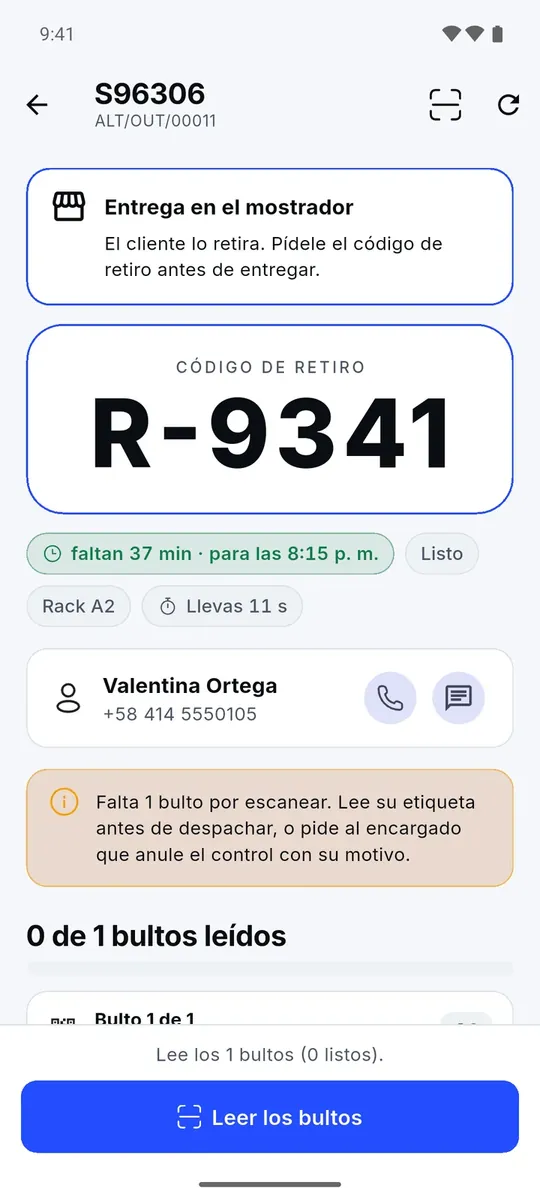 9:41
S96306
ALT/OUT/00011
Entrega en el mostrador
El cliente lo retira. Pídele el código de
retiro antes de entregar.
CÓDIGO DE RETIRO
R-9341
faltan 37 min · para las 8:15 p. m.
Listo
Rack A2
Llevas 11 s
Valentina Ortega
+58 414 5550105
Falta 1 bulto por escanear. Lee su etiqueta
antes de despachar, o pide al encargado
que anule el control con su motivo.
0 de 1 bultos leídos
Bulto 1 de 1
Lee los 1 bultos (0 listos).
Leer los bultos